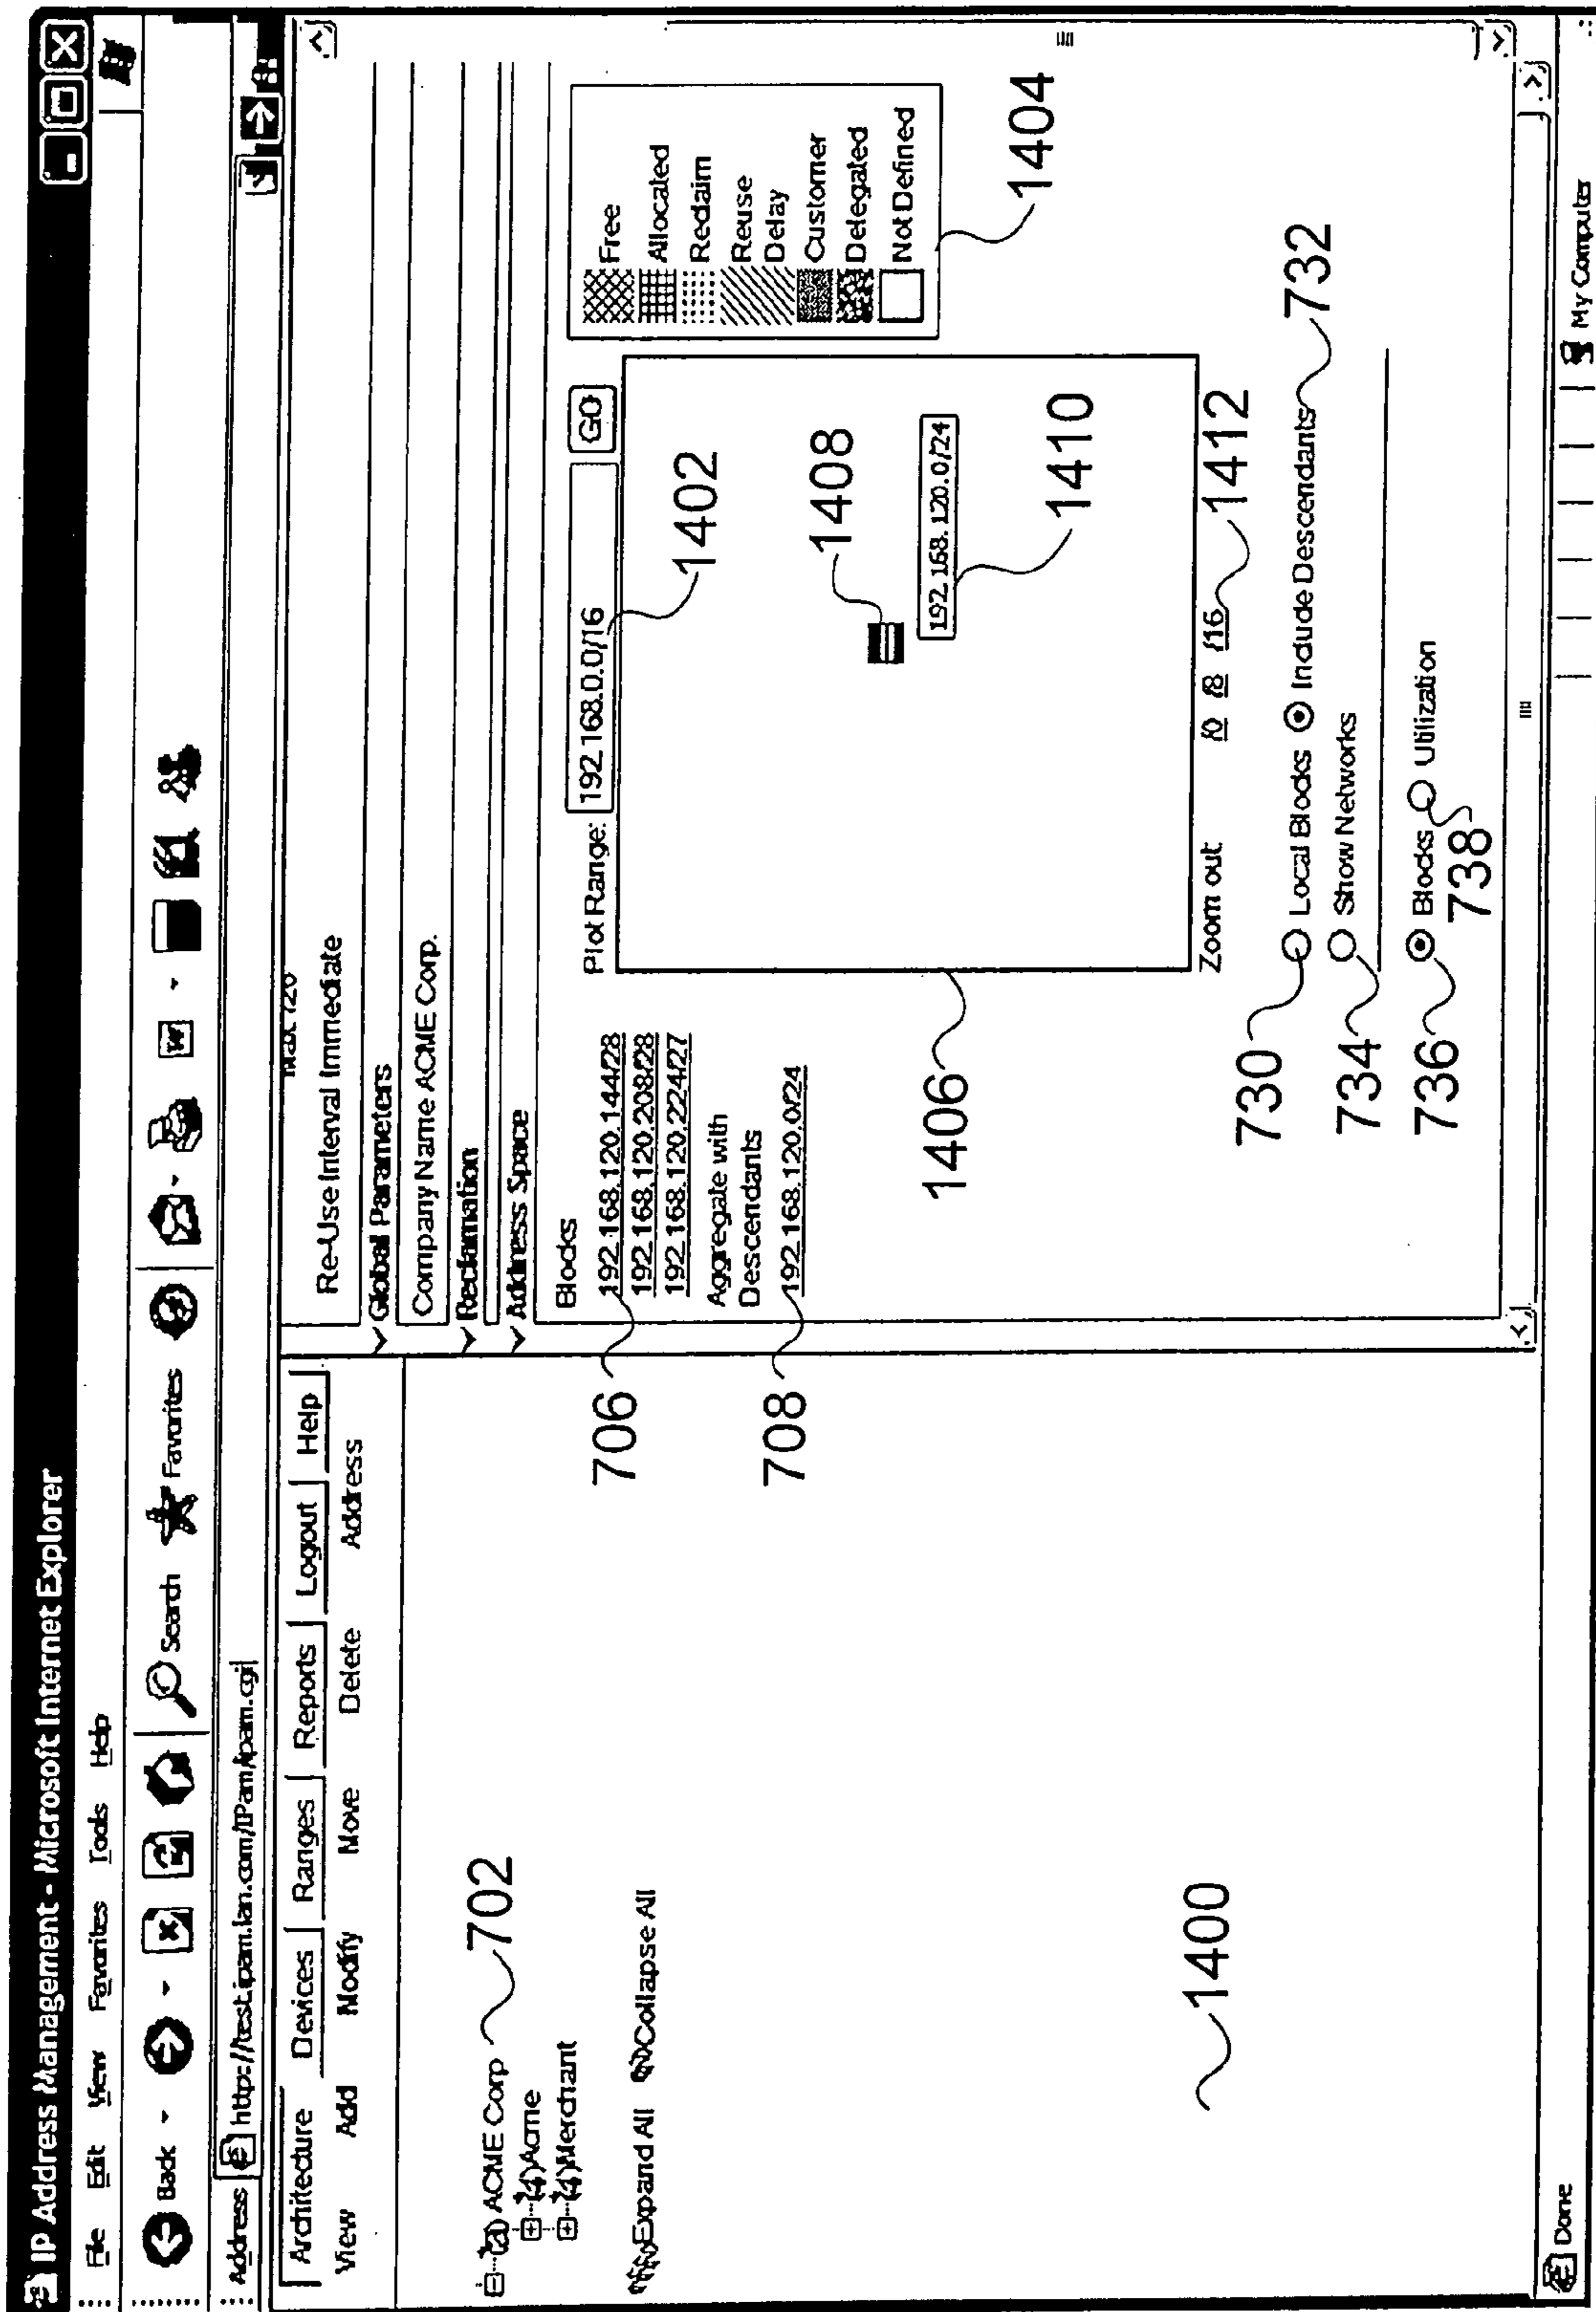 IP Address Management - Microsoft Internet Explorer
File Edit View Favorites Tools Help
Back Search Favorites
Address http://test.ipam.lan.com/IPam/ipam.cgi
Architecture Devices Ranges Reports Logout Help
View Add Modify Move Delete Address
ACME Corp 702
(4)Acme
(4)Merchant
Expand All Collapse All
1400
Re-Use Interval Immediate
Global Parameters
Company Name ACME Corp.
Reclamation
Address Space
Blocks
192.168.120.144/28
192.168.120.208/28
192.168.120.224/27
706
Aggregate with
Descendants
192.168.120.0/24
708
Plot Range: 192.168.0.0/16 GO
1402
1408
192.168.120.0/24
1410
1406
Zoom out /0 /8 /16 1412
730 Local Blocks Include Descendants 732
734 Show Networks
736 Blocks Utilization
738
Free
Allocated
Reclaim
Reuse
Delay
Customer
Delegated
Not Defined
1404
Done My Computer